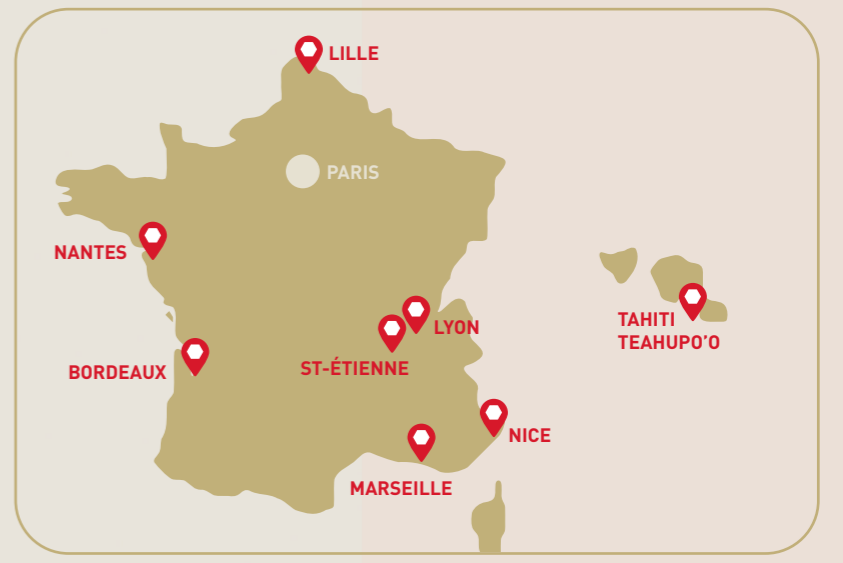 LILLE
PARIS
NANTES
TAHITI
TEAHUPO'O
LYON
ST-ÉTIENNE
BORDEAUX
NICE
MARSEILLE